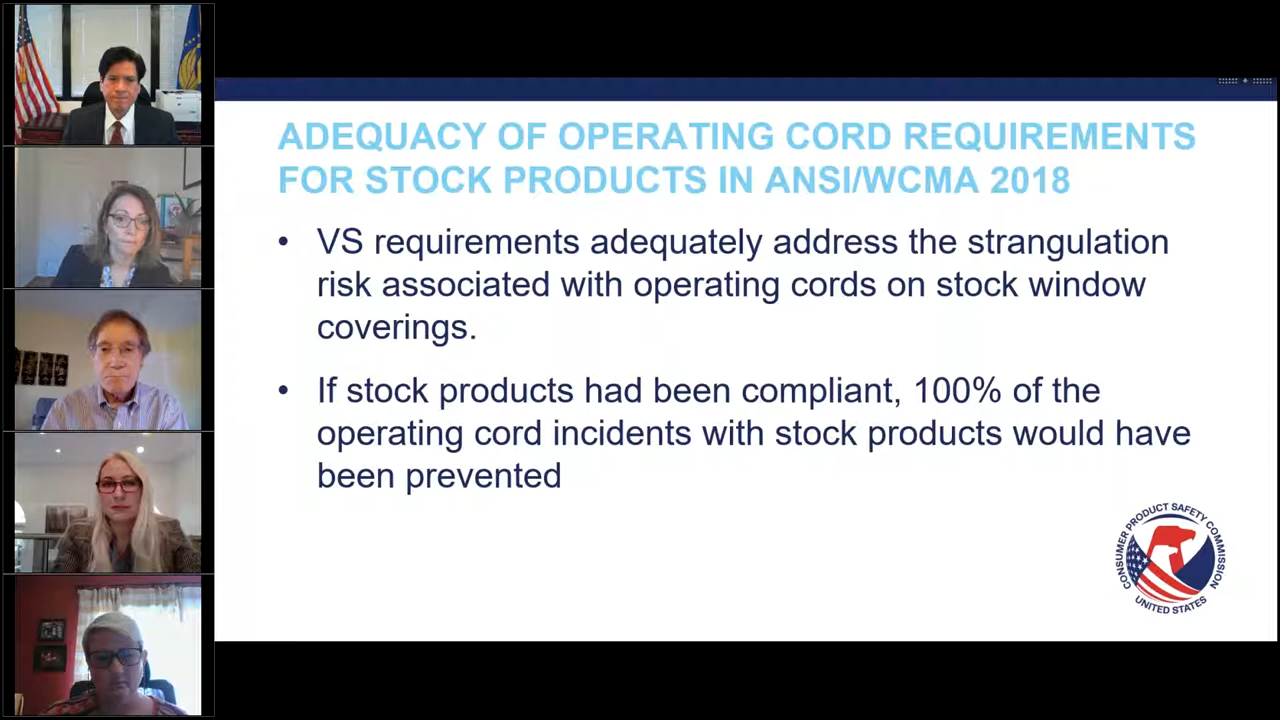 ADEQUACY OF OPERATING CORD REQUIREMENTS
FOR STOCK PRODUCTS IN ANSI/WCMA 2018
• VS requirements adequately address the strangulation
risk associated with operating cords on stock window
coverings.
• If stock products had been compliant, 100% of the
operating cord incidents with stock products would have
been prevented
CONSUMER PRODUCT SAFETY COMMISSION
UNITED STATES